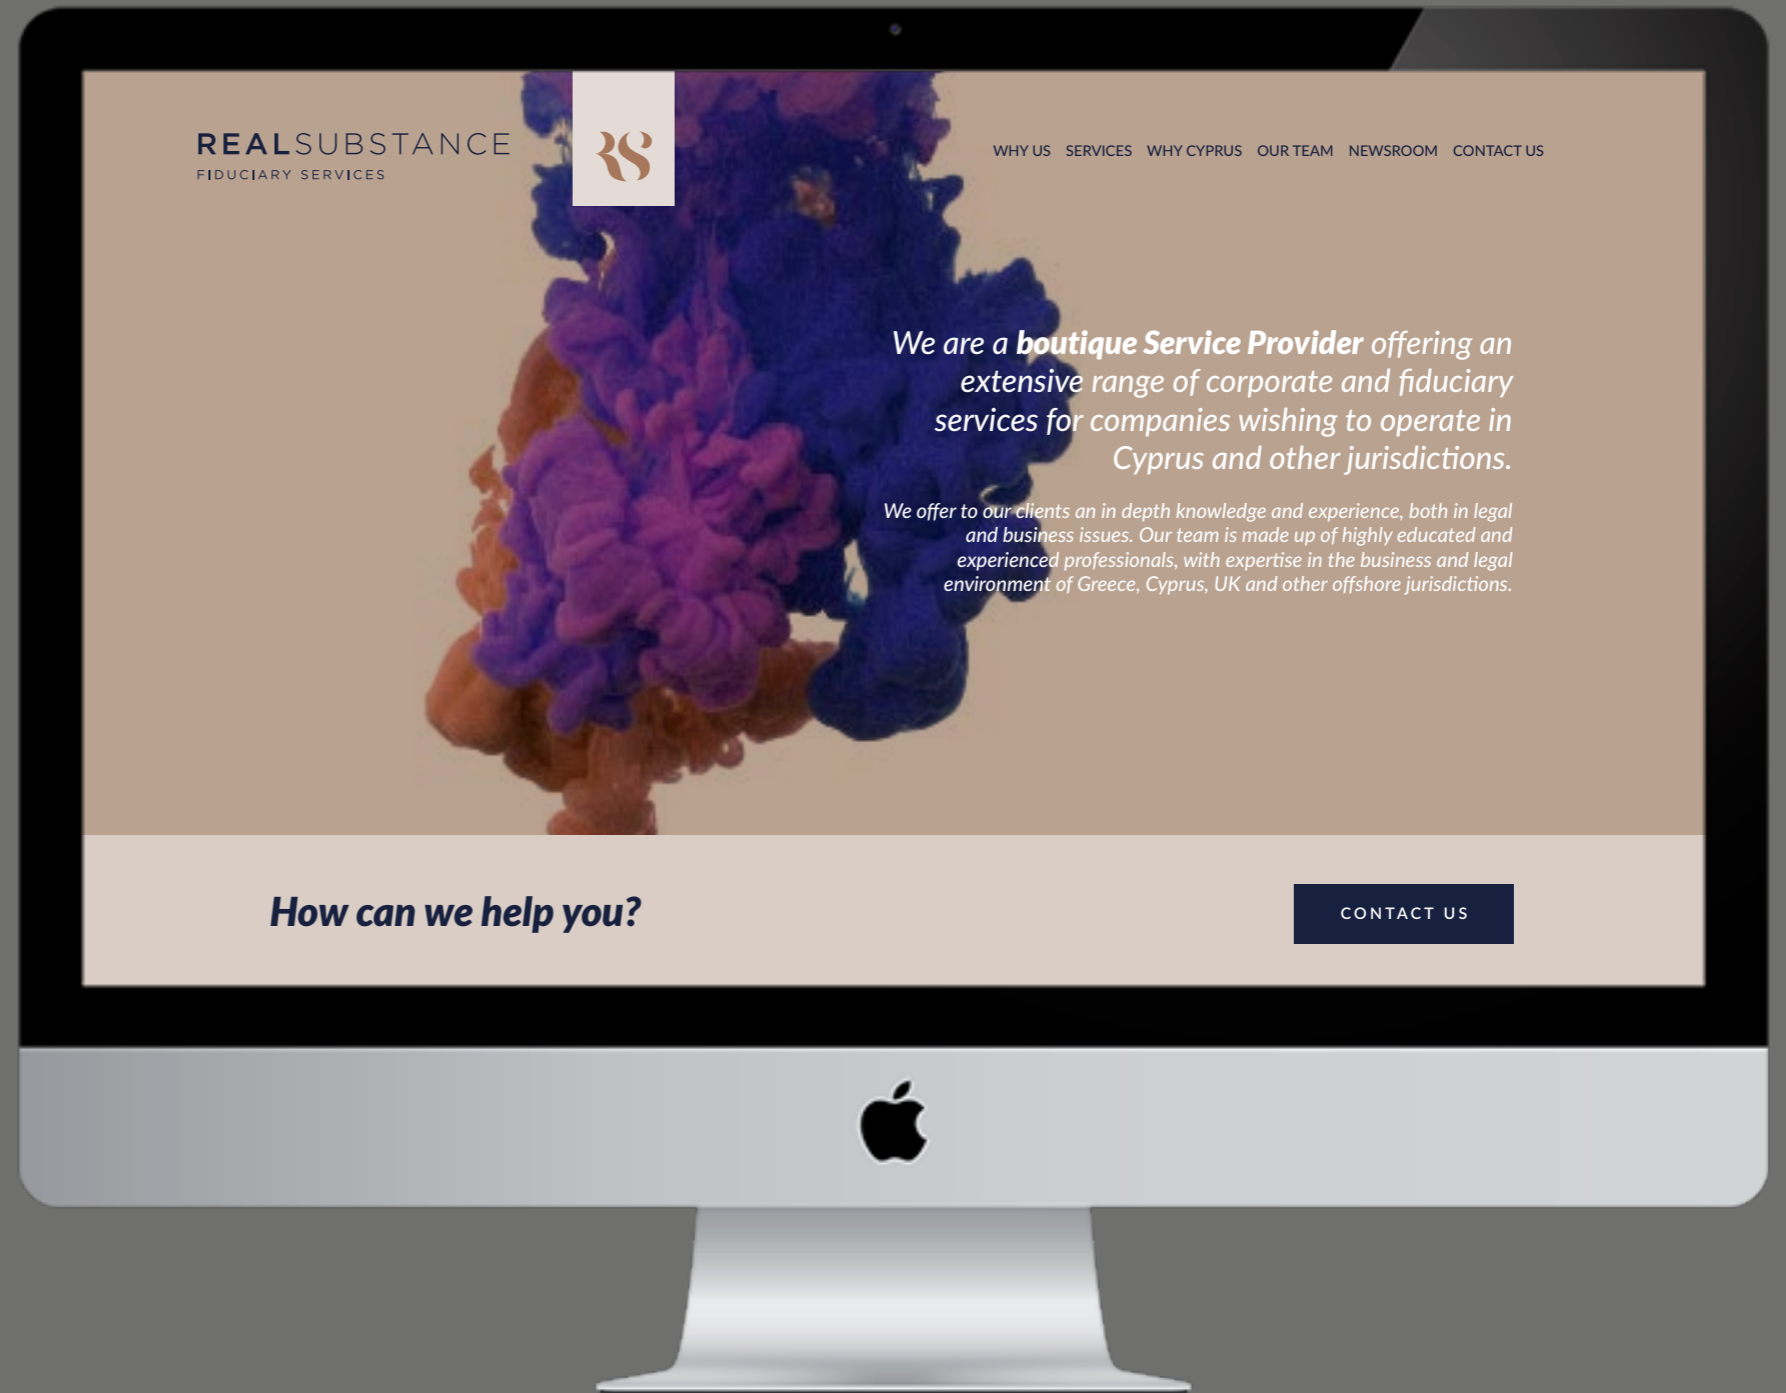 REALSUBSTANCE
FIDUCIARY SERVICES
RS
WHY US SERVICES WHY CYPRUS OUR TEAM NEWSROOM CONTACT US
We are a boutique Service Provider offering an
extensive range of corporate and fiduciary
services for companies wishing to operate in
Cyprus and other jurisdictions.
We offer to our clients an in depth knowledge and experience, both in legal
and business issues. Our team is made up of highly educated and
experienced professionals, with expertise in the business and legal
environment of Greece, Cyprus, UK and other offshore jurisdictions.
How can we help you?
CONTACT US